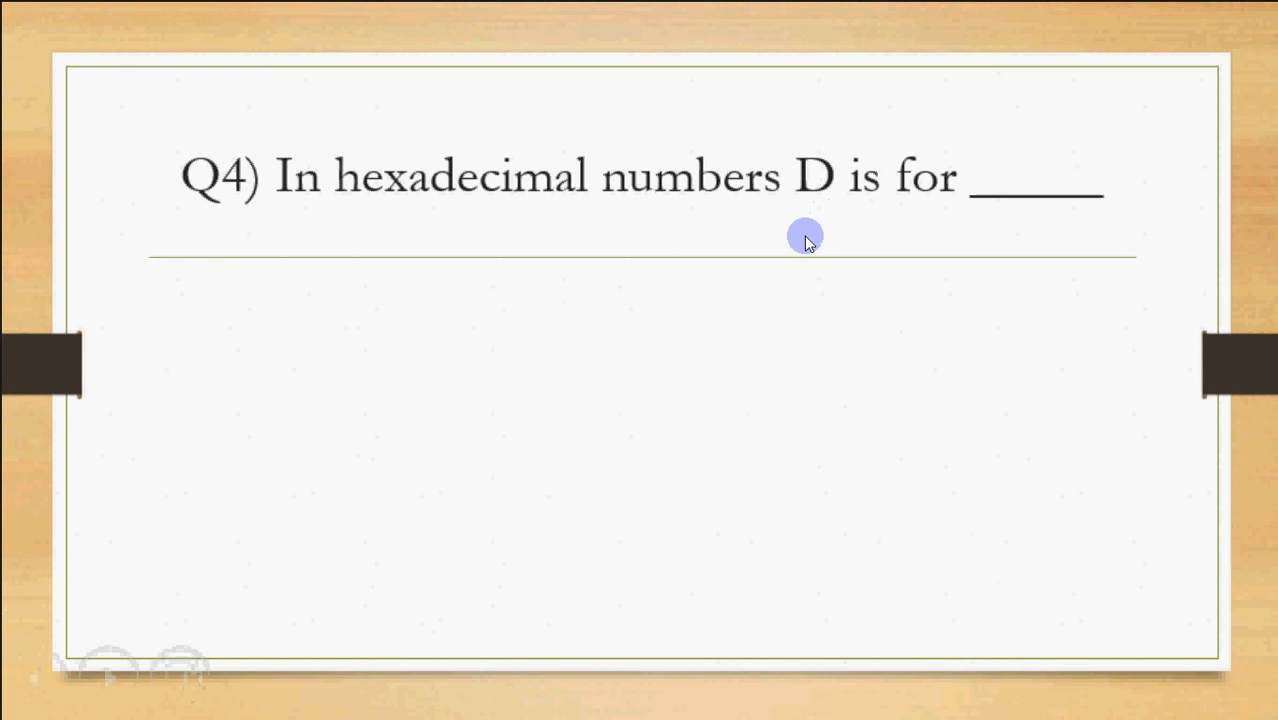 Q4) In hexadecimal numbers D is for ______